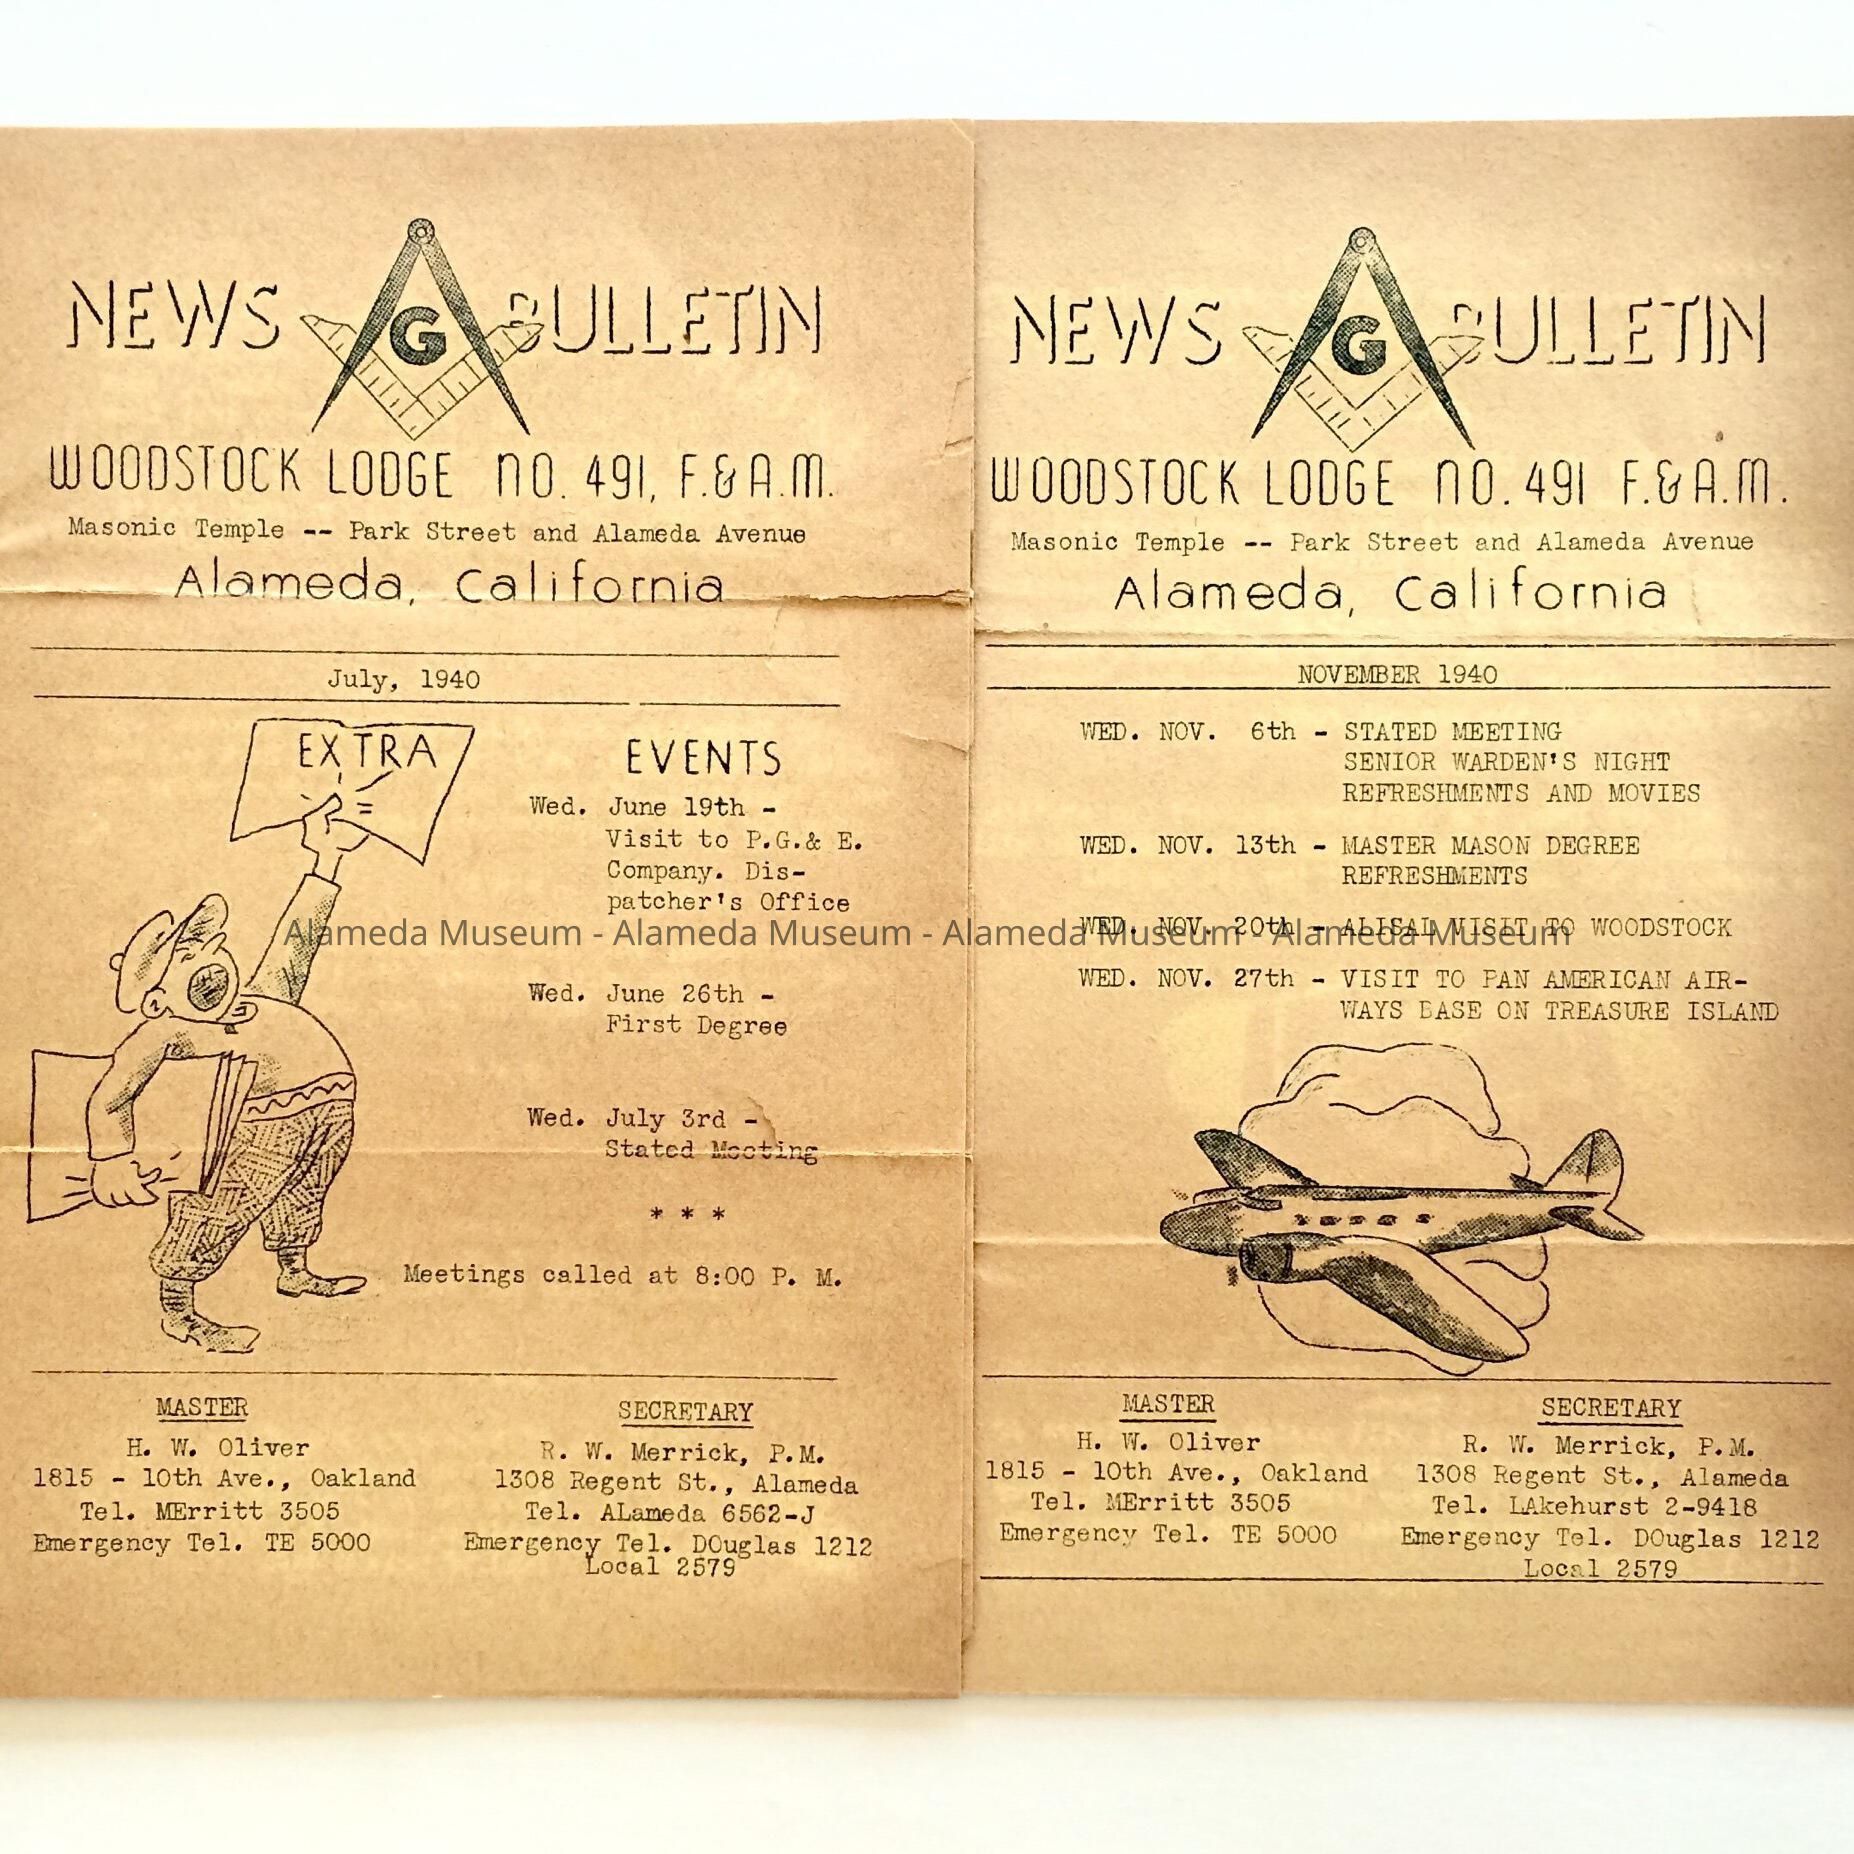 NEWS G BULLETIN
WOODSTOCK LODGE NO. 491, F.& A.M.
Masonic Temple -- Park Street and Alameda Avenue
Alameda, California
July, 1940
EXTRA
EVENTS
Wed. June 19th -
Visit to P.G.& E.
Company. Dis-
patcher's Office
Wed. June 26th -
First Degree
Wed. July 3rd -
Stated Meeting
* * *
Meetings called at 8:00 P. M.
MASTER
H. W. Oliver
1815 - 10th Ave., Oakland
Tel. MErritt 3505
Emergency Tel. TE 5000
SECRETARY
R. W. Merrick, P.M.
1308 Regent St., Alameda
Tel. ALameda 6562-J
Emergency Tel. DOuglas 1212
Local 2579
NEWS G BULLETIN
WOODSTOCK LODGE NO. 491 F.& A.M.
Masonic Temple -- Park Street and Alameda Avenue
Alameda, California
NOVEMBER 1940
WED. NOV. 6th - STATED MEETING
SENIOR WARDEN'S NIGHT
REFRESHMENTS AND MOVIES
WED. NOV. 13th - MASTER MASON DEGREE
REFRESHMENTS
WED. NOV. 20th - ALISAL VISIT TO WOODSTOCK
WED. NOV. 27th - VISIT TO PAN AMERICAN AIR-
WAYS BASE ON TREASURE ISLAND
MASTER
H. W. Oliver
1815 - 10th Ave., Oakland
Tel. MErritt 3505
Emergency Tel. TE 5000
SECRETARY
R. W. Merrick, P.M.
1308 Regent St., Alameda
Tel. LAkehurst 2-9418
Emergency Tel. DOuglas 1212
Local 2579
Alameda Museum - Alameda Museum - Alameda Museum - Alameda Museum